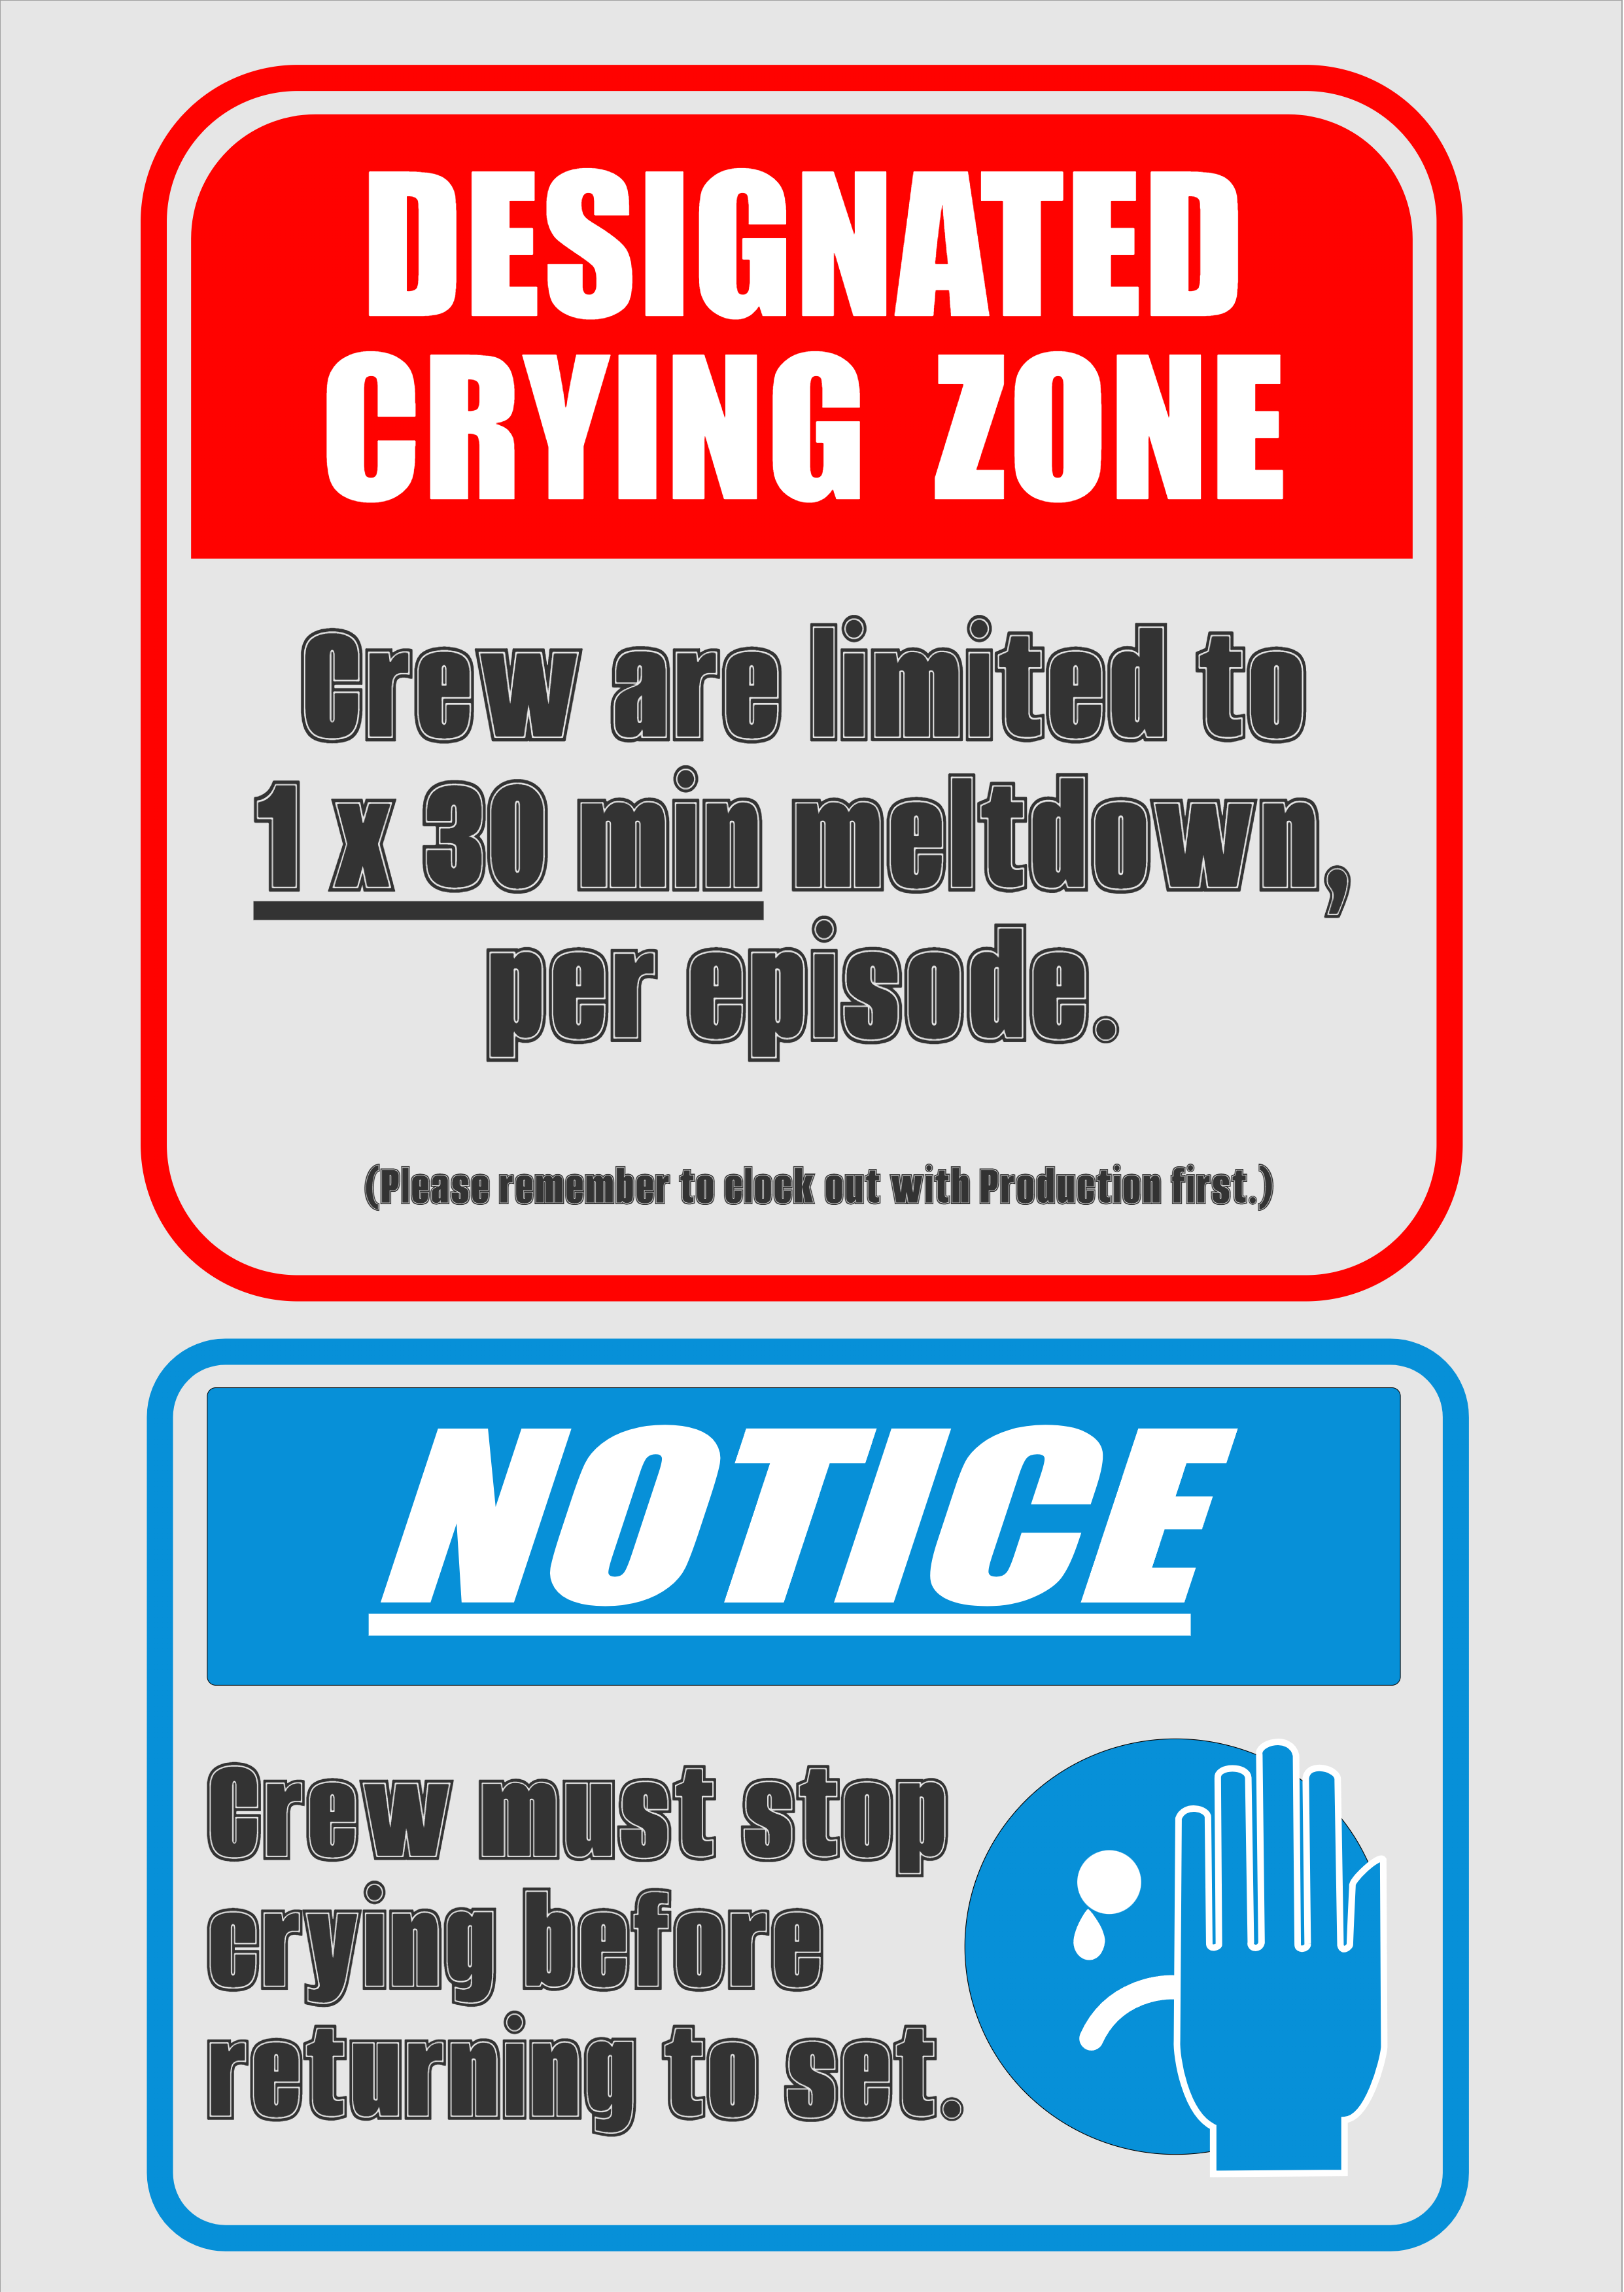 DESIGNATED
CRYING ZONE
Crew are limited to
1 x 30 min meltdown,
per episode.
(Please remember to clock out with Production first.)
NOTICE
Crew must stop
crying before
returning to set.